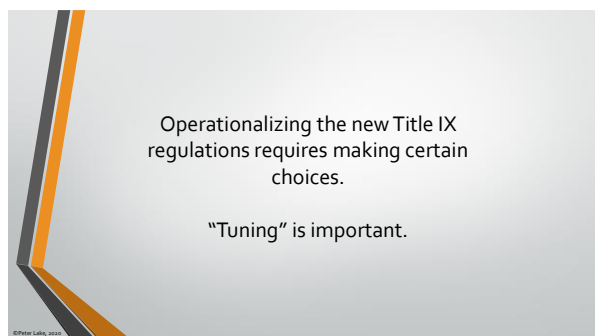 Operationalizing the new Title IX
regulations requires making certain
choices.
“Tuning” is important.
©Peter Lake, 2020